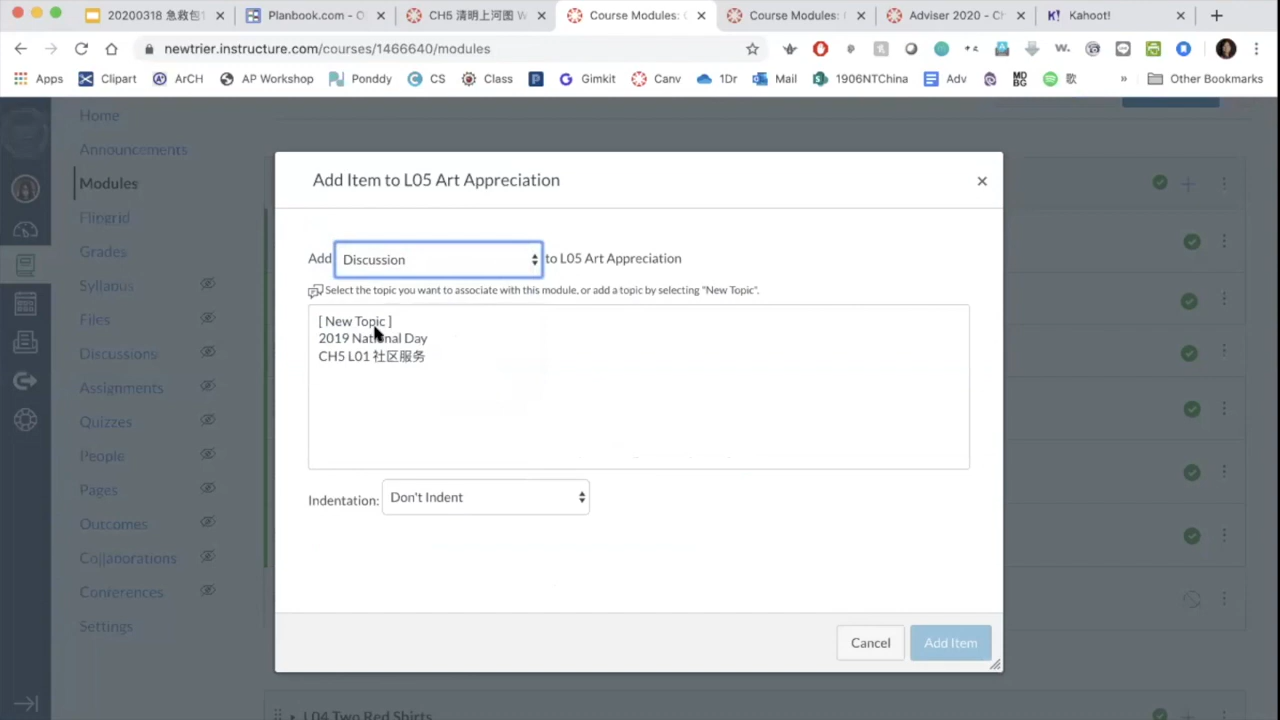 20200318 急救包
Planbook.com - O
CH5 清明上河图 W
Course Modules: C
Course Modules: (
Adviser 2020 - Ch
Kahoot!
newtrier.instructure.com/courses/1466640/modules
Apps
Clipart
ArCH
AP Workshop
Ponddy
CS
Class
Gimkit
Canv
1Dr
Mail
1906NTChina
Adv
MD
BG
歌
»
Other Bookmarks
Home
Announcements
Modules
Flipgrid
Grades
Syllabus
Files
Discussions
Assignments
Quizzes
People
Pages
Outcomes
Collaborations
Conferences
Settings
Add Item to L05 Art Appreciation
Add Discussion to L05 Art Appreciation
Select the topic you want to associate with this module, or add a topic by selecting "New Topic".
[ New Topic ]
2019 National Day
CH5 L01 社区服务
Indentation: Don't Indent
Cancel
Add Item
L04 Two Red Shirts